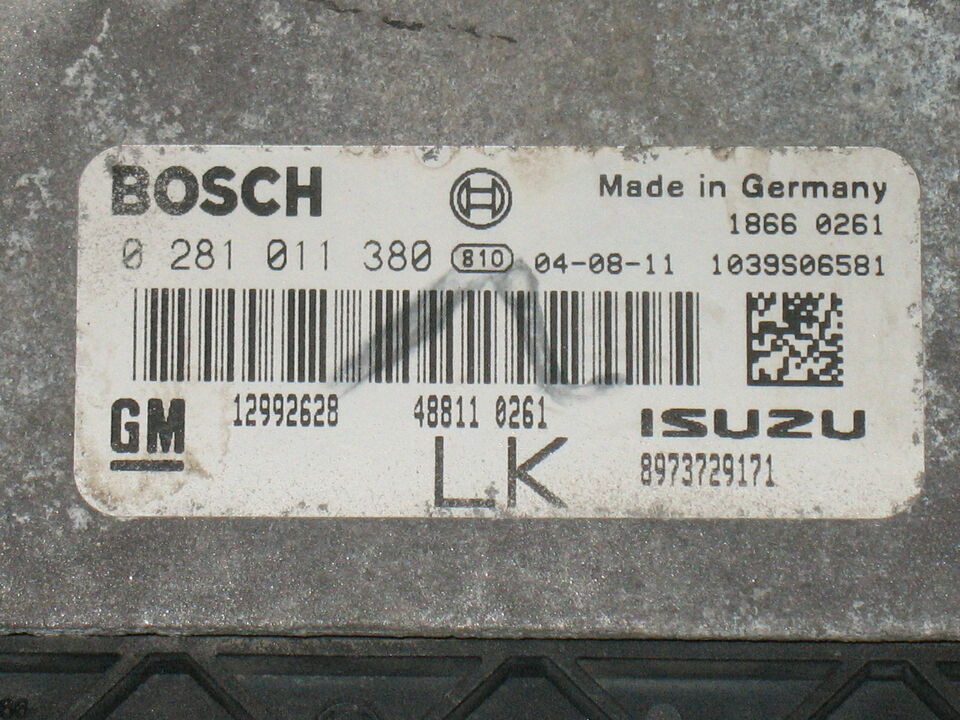 BOSCH
Made in Germany
1866 0261
0 281 011 380 810 04-08-11 1039S06581
GM 12992628 48811 0261 ISUZU
LK 8973729171